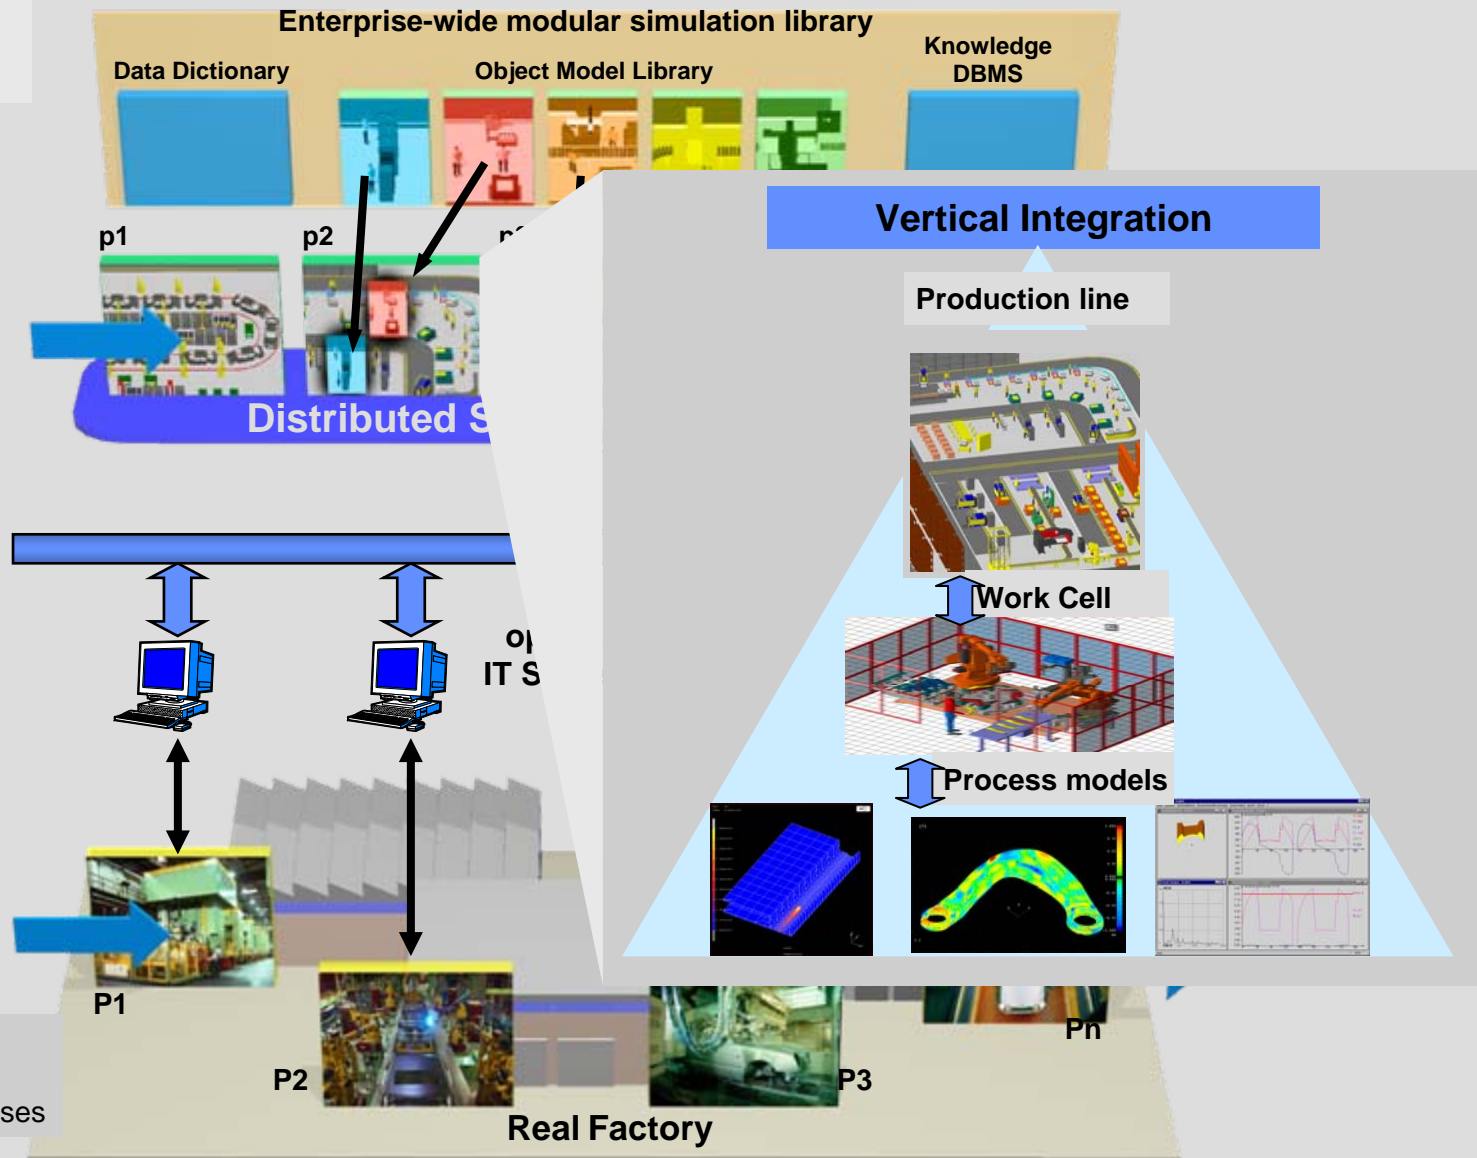 Enterprise-wide modular simulation library
Data Dictionary
Object Model Library
Knowledge
DBMS
p1
p2
Vertical Integration
Production line
Distributed S
Work Cell
op
IT S
Process models
P1
P2
P3
Pn
ses
Real Factory